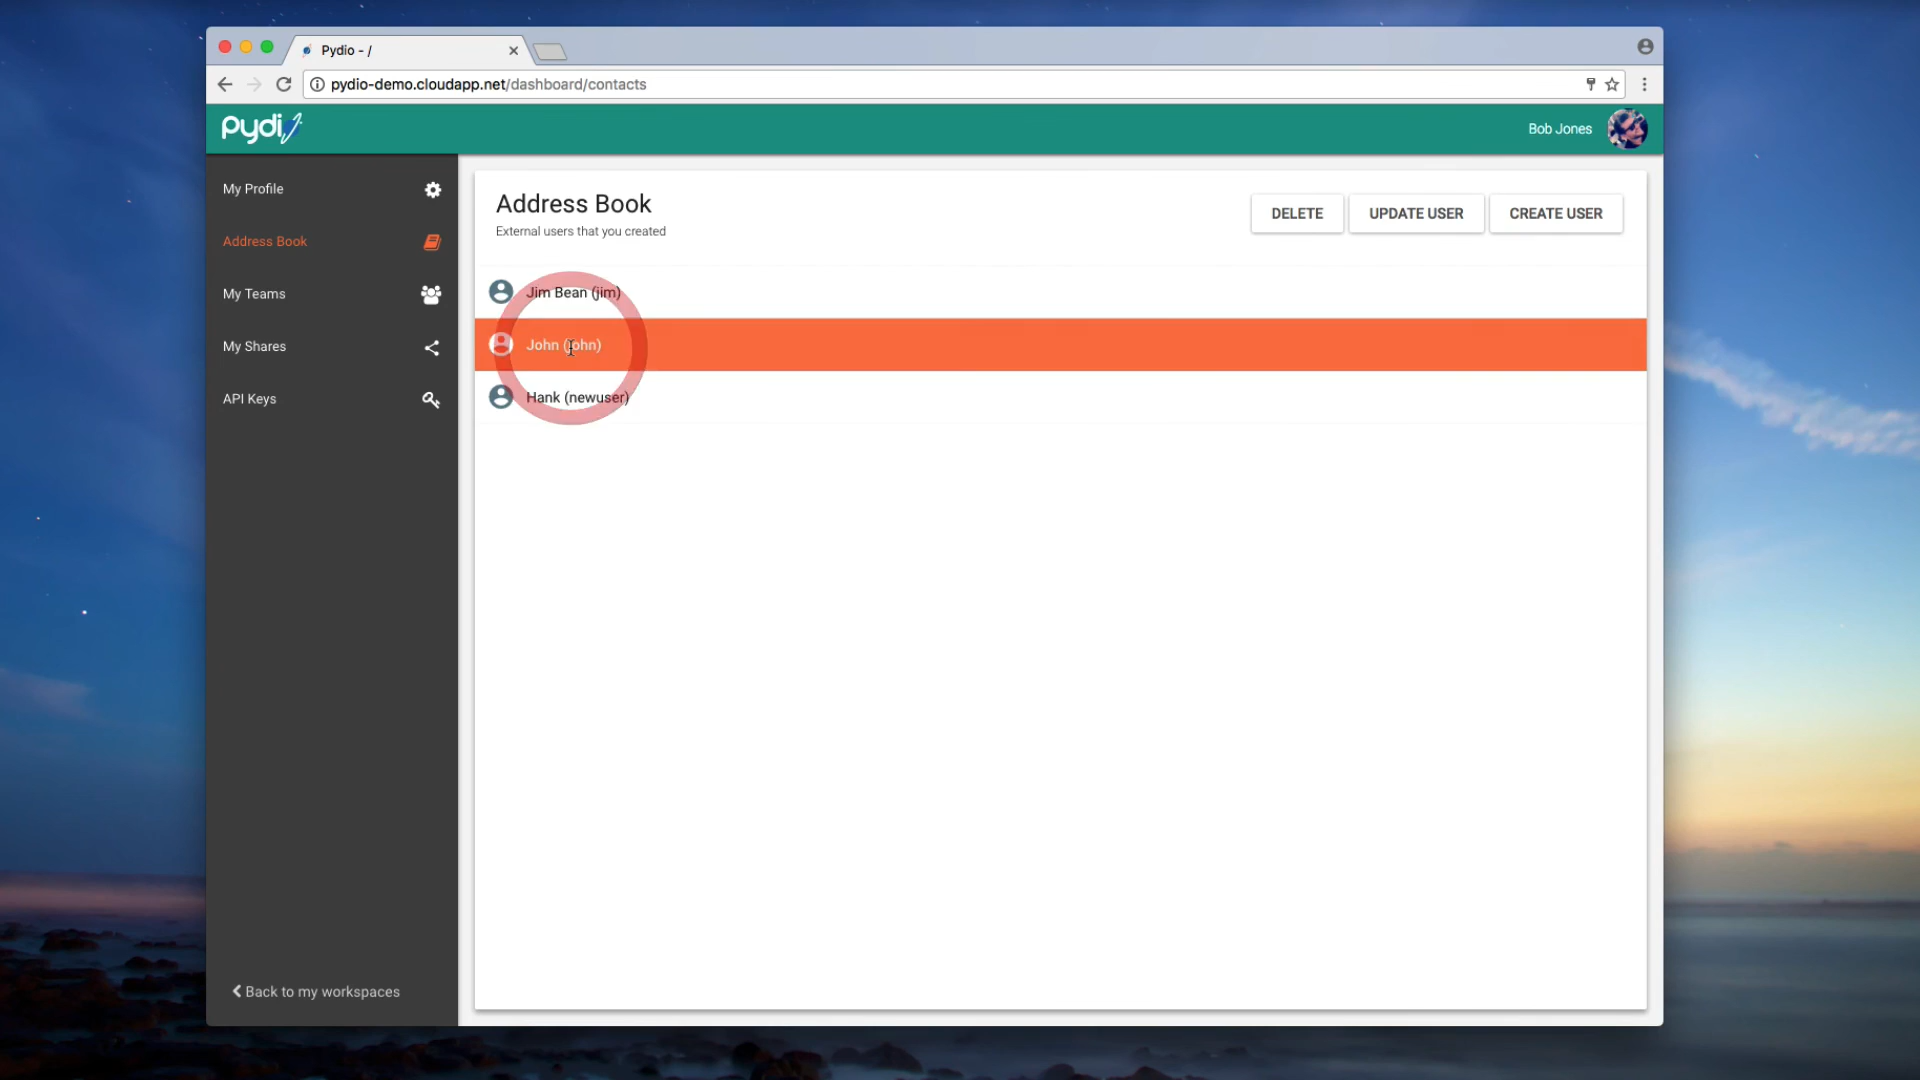 Pydio - /
pydio-demo.cloudapp.net/dashboard/contacts
pydio
Bob Jones
My Profile
Address Book
My Teams
My Shares
API Keys
Back to my workspaces
Address Book
External users that you created
DELETE
UPDATE USER
CREATE USER
Jim Bean (jim)
John (john)
Hank (newuser)